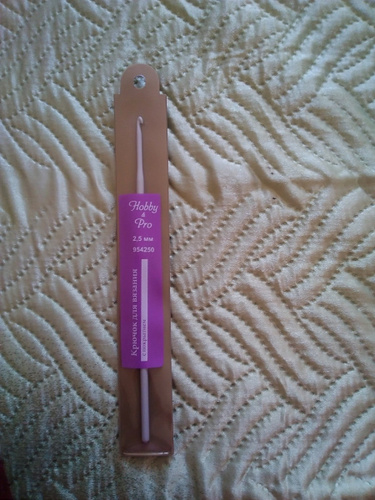 Hobby
&
Pro
2,5 мм
954250
Крючок для вязания